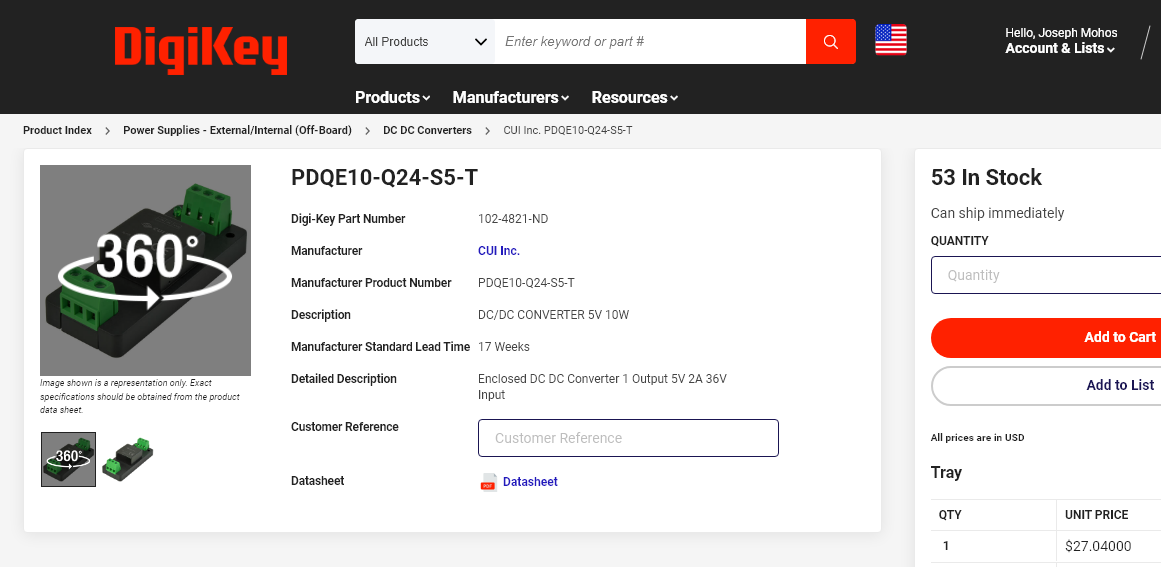 DigiKey
All Products
Enter keyword or part #
Hello, Joseph Mohos
Account & Lists
Products
Manufacturers
Resources
Product Index > Power Supplies - External/Internal (Off-Board) > DC DC Converters > CUI Inc. PDQE10-Q24-S5-T
360°
Image shown is a representation only. Exact
specifications should be obtained from the product
data sheet.
360°
PDQE10-Q24-S5-T
Digi-Key Part Number 102-4821-ND
Manufacturer CUI Inc.
Manufacturer Product Number PDQE10-Q24-S5-T
Description DC/DC CONVERTER 5V 10W
Manufacturer Standard Lead Time 17 Weeks
Detailed Description Enclosed DC DC Converter 1 Output 5V 2A 36V
Input
Customer Reference Customer Reference
Datasheet PDF Datasheet
53 In Stock
Can ship immediately
QUANTITY
Quantity
Add to Cart
Add to List
All prices are in USD
Tray
QTY UNIT PRICE
1 $27.04000